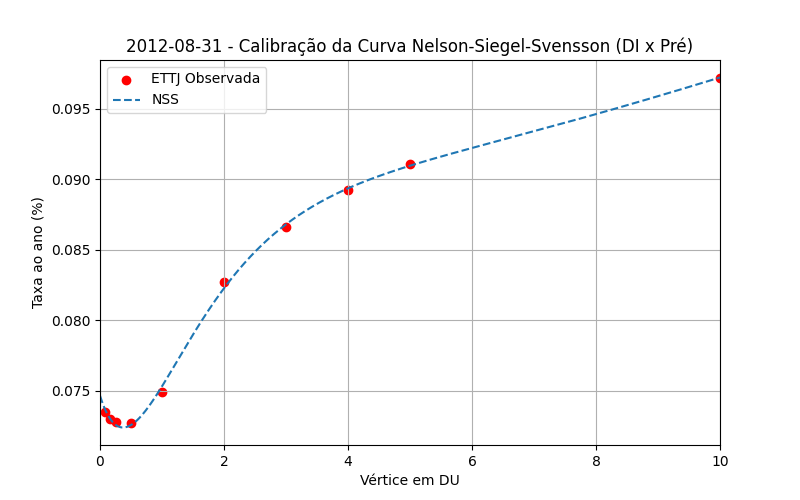 2012-08-31 - Calibração da Curva Nelson-Siegel-Svensson (DI x Pré)
ETTJ Observada
NSS
Taxa ao ano (%)
0.095
0.090
0.085
0.080
0.075
0 2 4 6 8 10
Vértice em DU